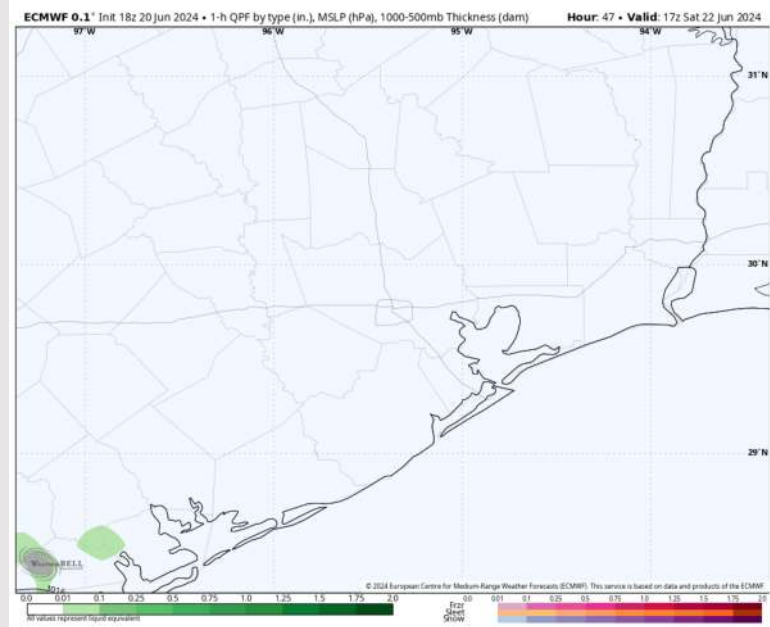 ECMWF 0.1° Init 18z 20 Jun 2024 • 1-h QPF by type (in.), MSLP (hPa), 1000-500mb Thickness (dam) Hour: 47 • Valid: 17z Sat 22 Jun 2024
97°W 96°W 95°W 94°W
31°N
30°N
29°N
WeatherBELL
© 2024 European Centre for Medium-Range Weather Forecasts (ECMWF). This service is based on data and products of the ECMWF.
0.0 0.01 0.1 0.25 0.5 0.75 1.0 1.25 1.5 1.75 2.0
0.0 0.01 0.1 0.25 0.5 0.75 1.0 1.25 1.5 1.75 2.0
All values represent liquid equivalent
Frzr
Sleet
Snow